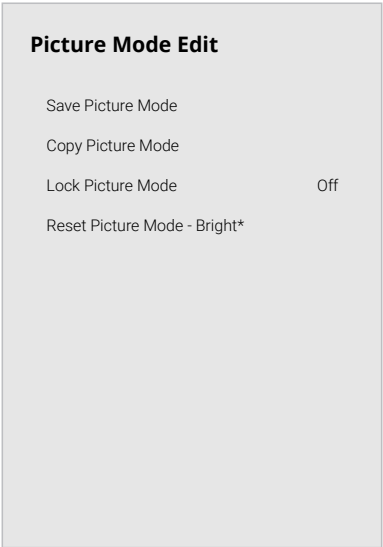 Picture Mode Edit
Save Picture Mode
Copy Picture Mode
Lock Picture Mode Off
Reset Picture Mode - Bright*